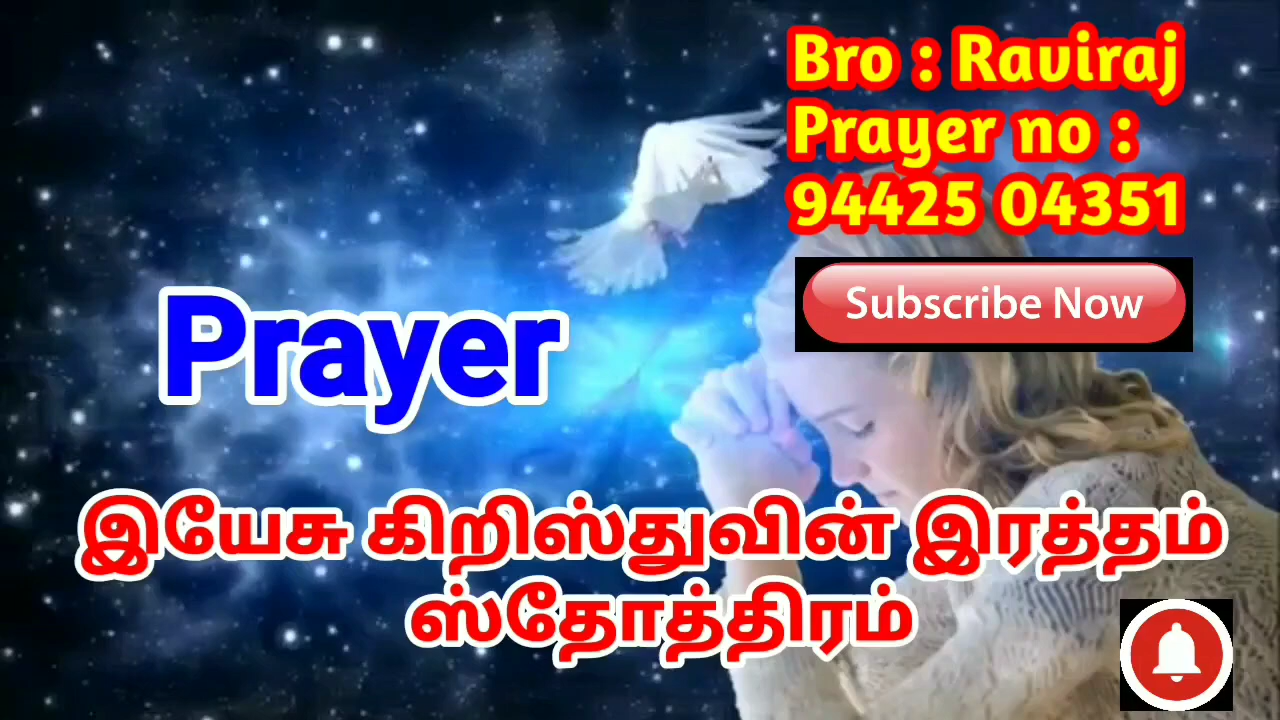 Bro : Raviraj
Prayer no :
94425 04351
Subscribe Now
Prayer
இயேசு கிறிஸ்துவின் இரத்தம்
ஸ்தோத்திரம்